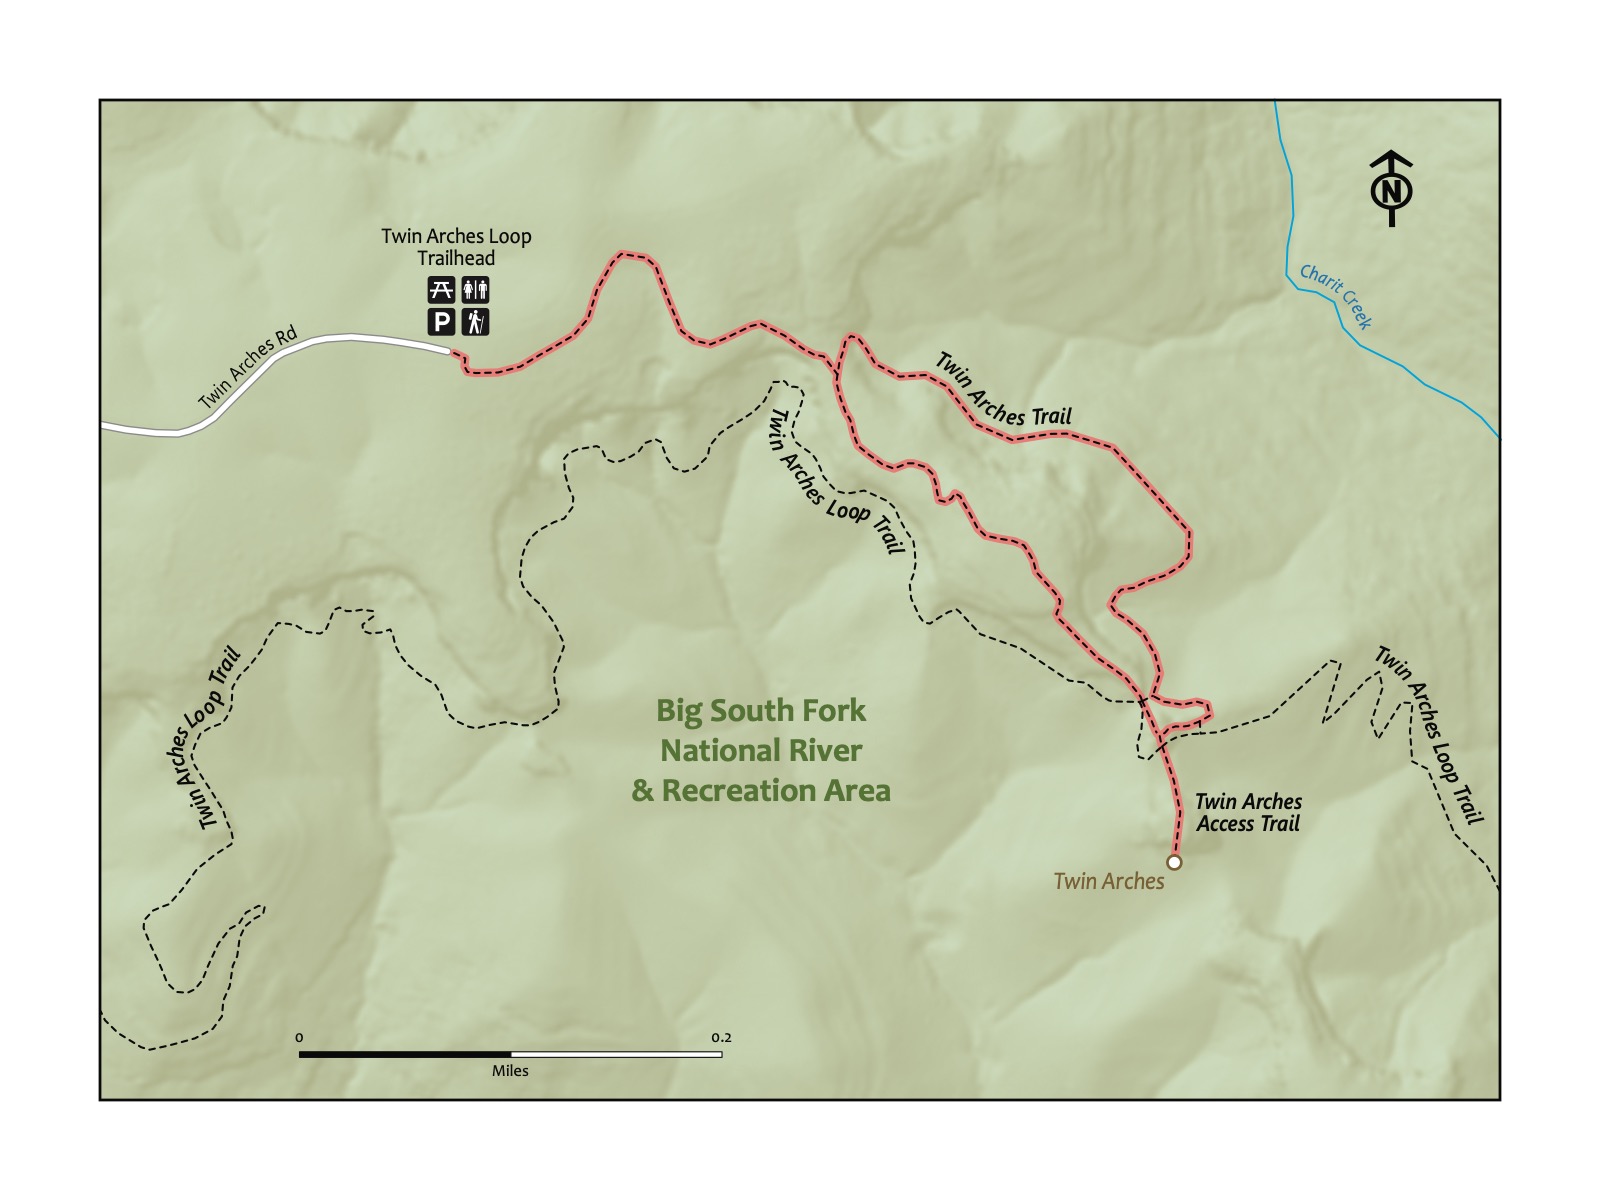 N
Twin Arches Loop
Trailhead
P
Charit Creek
Twin Arches Rd
Twin Arches Trail
Twin Arches Loop Trail
Twin Arches Loop Trail
Twin Arches Loop Trail
Big South Fork
National River
& Recreation Area
Twin Arches
Access Trail
Twin Arches
0
0.2
Miles